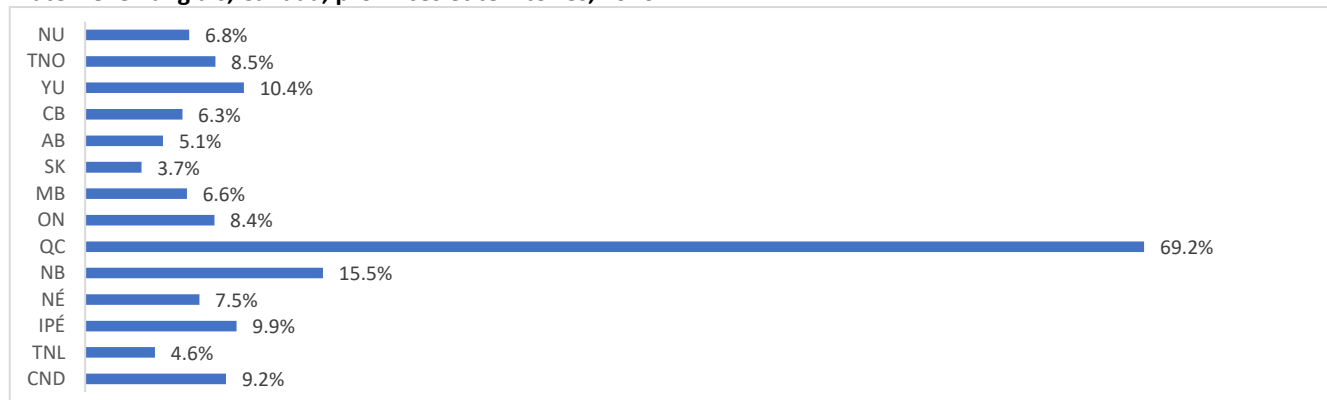 NU 6.8%
TNO 8.5%
YU 10.4%
CB 6.3%
AB 5.1%
SK 3.7%
MB 6.6%
ON 8.4%
QC 69.2%
NB 15.5%
NÉ 7.5%
IPÉ 9.9%
TNL 4.6%
CND 9.2%